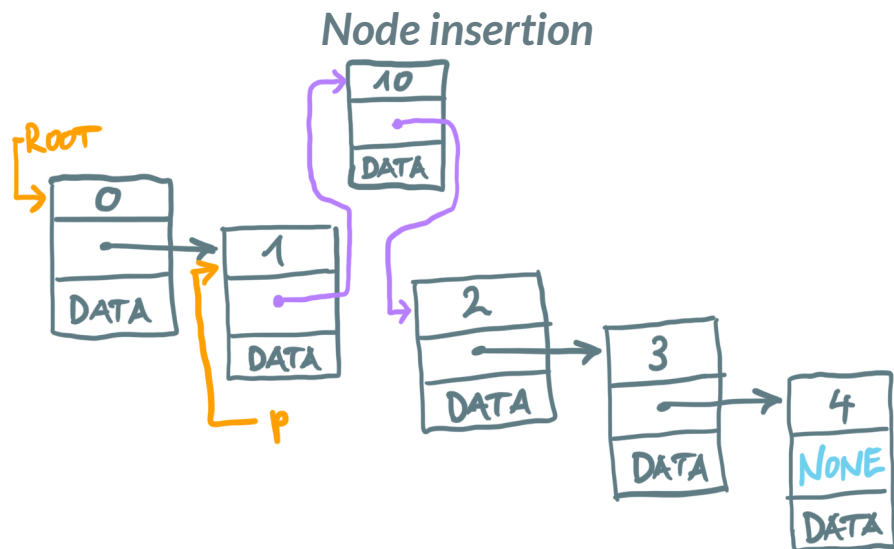 Node insertion
10
DATA
ROOT
0
DATA
1
DATA
p
2
DATA
3
DATA
4
NONE
DATA